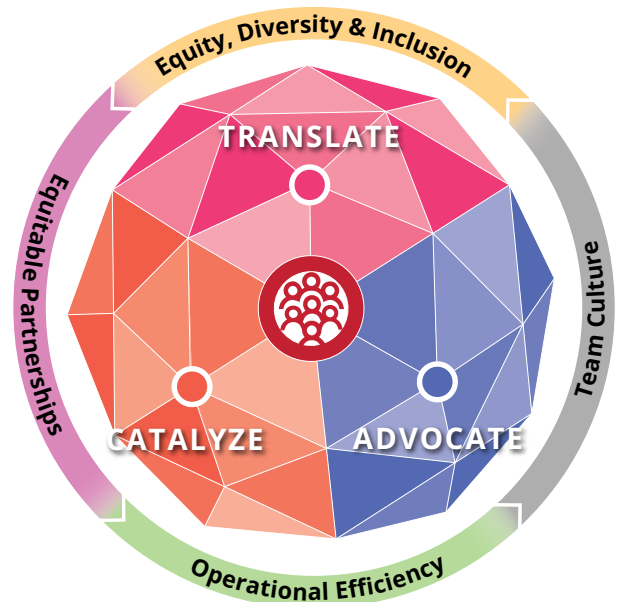 Equity, Diversity & Inclusion
TRANSLATE
Equitable Partnerships
Team Culture
CATALYZE
ADVOCATE
Operational Efficiency